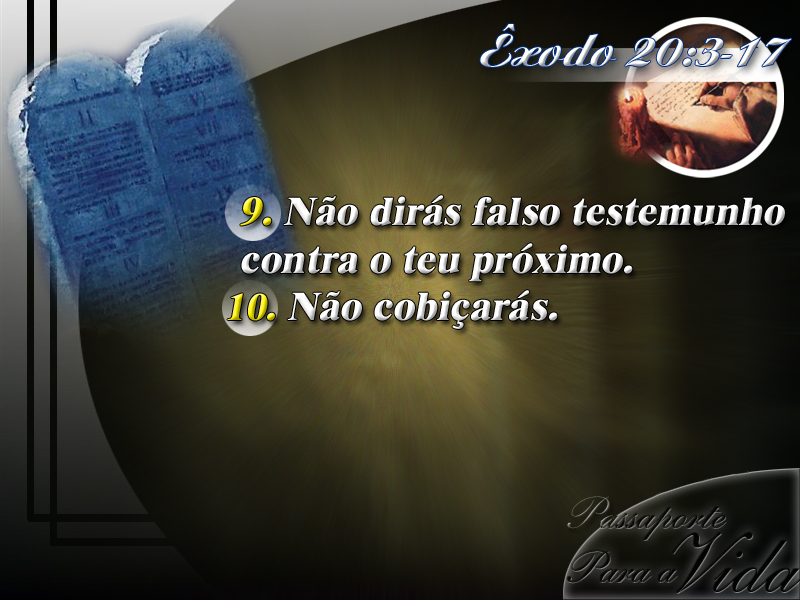 Êxodo 20:3-17
9. Não dirás falso testemunho
contra o teu próximo.
10. Não cobiçarás.
Passaporte
Para a Vida